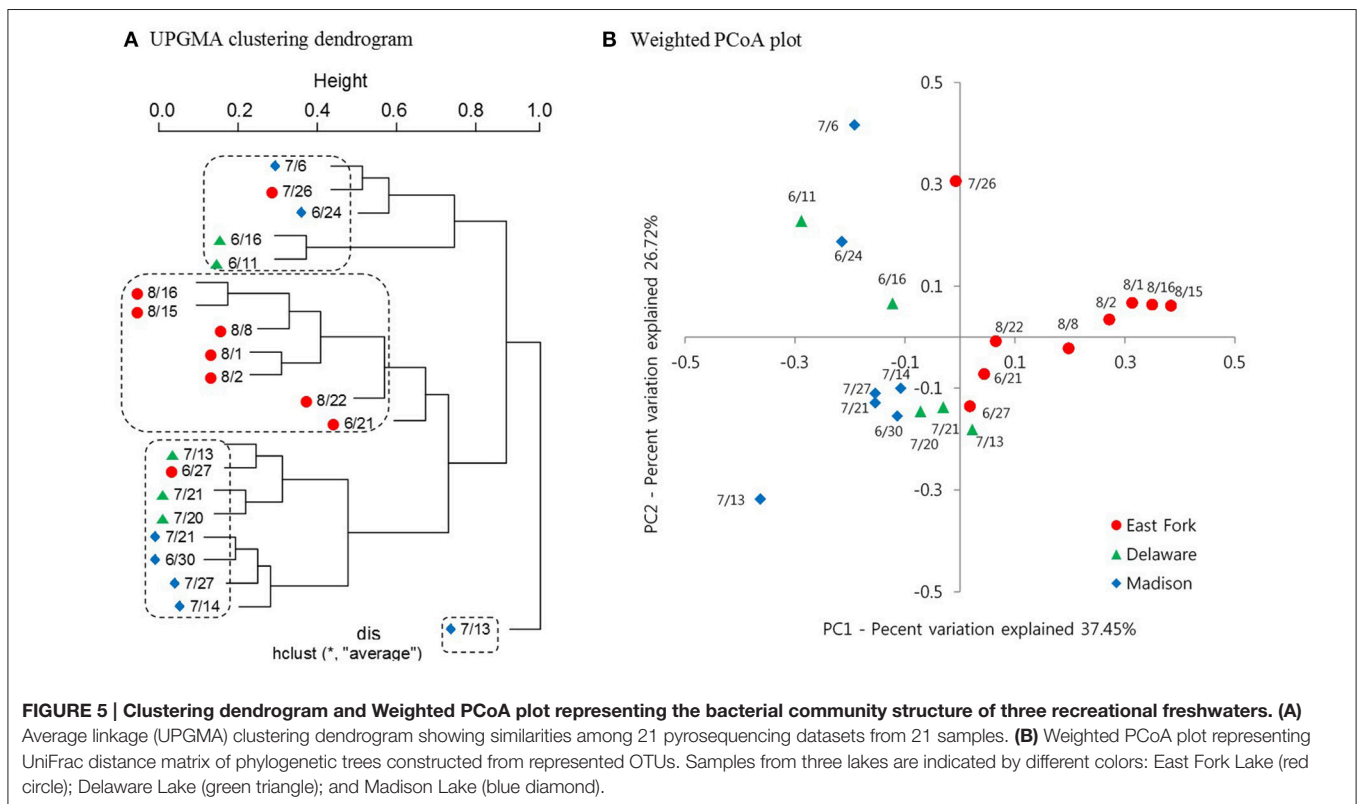 A UPGMA clustering dendrogram
Height
0.0 0.2 0.4 0.6 0.8 1.0
7/6
7/26
6/24
6/16
6/11
8/16
8/15
8/8
8/1
8/2
8/22
6/21
7/13
6/27
7/21
7/20
7/21
6/30
7/27
7/14
7/13
dis
hclust (*, "average")
B Weighted PCoA plot
0.5
7/6
0.3
7/26
6/11
6/24
6/16
0.1
8/1 8/16 8/15
8/2
8/22
8/8
-0.5 -0.3 -0.1 0.1 0.3 0.5
6/21
7/14
-0.1
7/27
7/21
6/30
6/27
7/21
7/20
7/13
-0.3
7/13
-0.5
East Fork
Delaware
Madison
PC2 - Percent variation explained 26.72%
PC1 - Pecent variation explained 37.45%
FIGURE 5 | Clustering dendrogram and Weighted PCoA plot representing the bacterial community structure of three recreational freshwaters. (A)
Average linkage (UPGMA) clustering dendrogram showing similarities among 21 pyrosequencing datasets from 21 samples. (B) Weighted PCoA plot representing
UniFrac distance matrix of phylogenetic trees constructed from represented OTUs. Samples from three lakes are indicated by different colors: East Fork Lake (red
circle); Delaware Lake (green triangle); and Madison Lake (blue diamond).